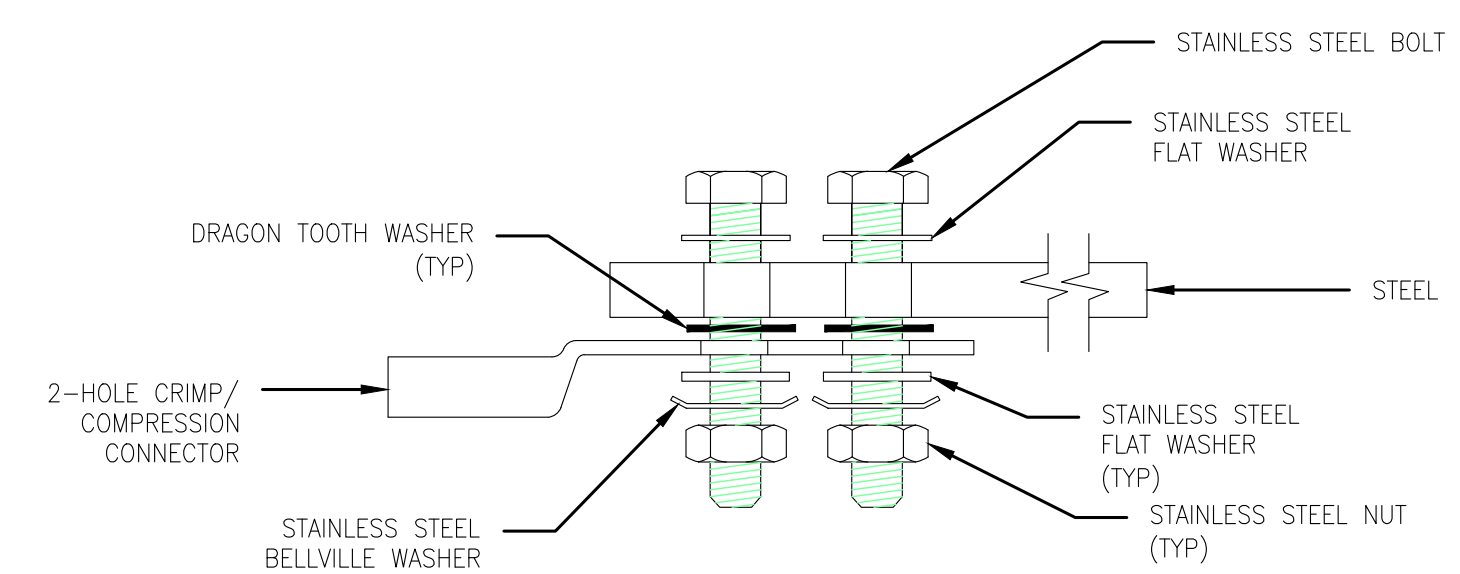 STAINLESS STEEL BOLT
STAINLESS STEEL
FLAT WASHER
DRAGON TOOTH WASHER
(TYP)
STEEL
2-HOLE CRIMP/
COMPRESSION
CONNECTOR
STAINLESS STEEL
FLAT WASHER
(TYP)
STAINLESS STEEL
BELLVILLE WASHER
STAINLESS STEEL NUT
(TYP)